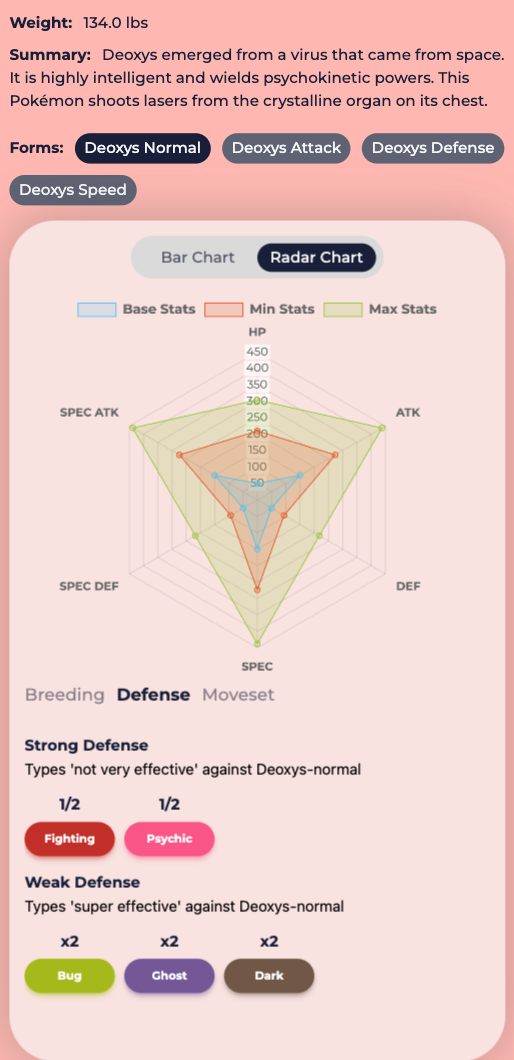 Weight: 134.0 lbs
Summary: Deoxys emerged from a virus that came from space.
It is highly intelligent and wields psychokinetic powers. This
Pokémon shoots lasers from the crystalline organ on its chest.
Forms: Deoxys Normal Deoxys Attack Deoxys Defense
Deoxys Speed
Bar Chart Radar Chart
Base Stats Min Stats Max Stats
HP
450
400
350
300
250
200
150
100
50
SPEC ATK ATK
SPEC DEF DEF
SPEC
Breeding Defense Moveset
Strong Defense
Types 'not very effective' against Deoxys-normal
1/2 1/2
Fighting Psychic
Weak Defense
Types 'super effective' against Deoxys-normal
x2 x2 x2
Bug Ghost Dark